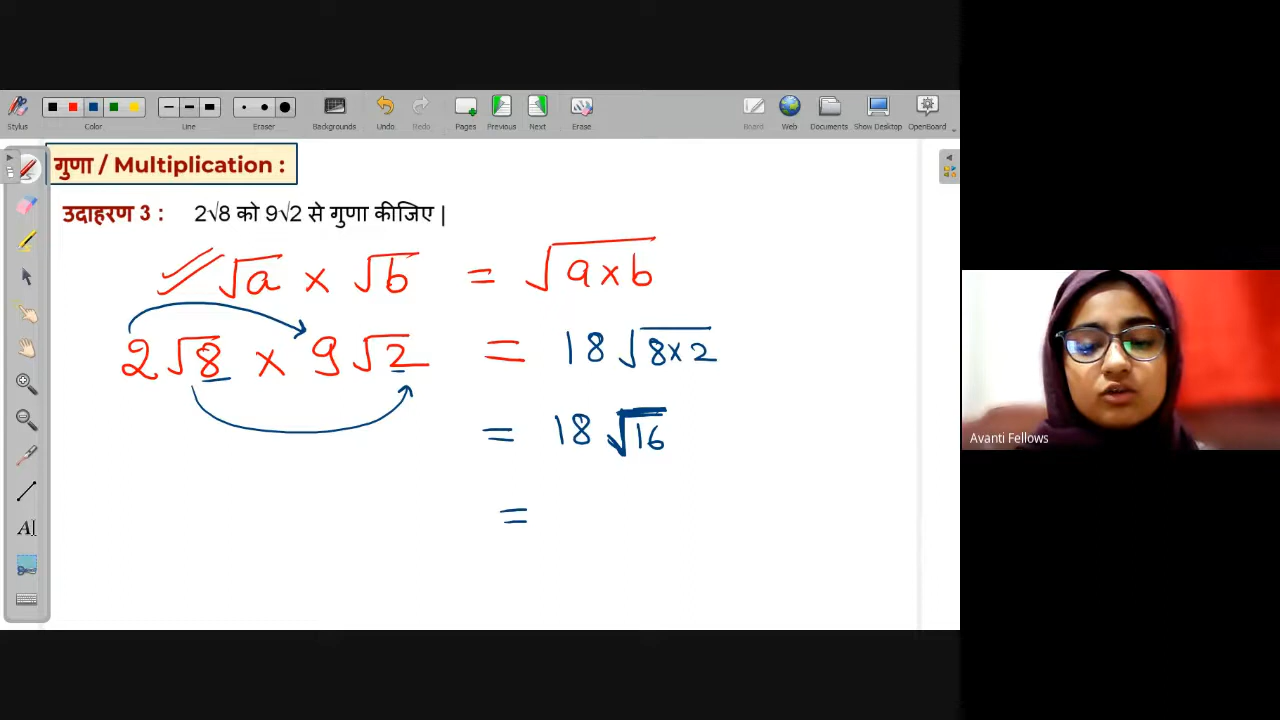 Stylus Color Line Eraser Backgrounds Undo Redo Pages Previous Next Erase Board Web Documents Show Desktop OpenBoard
गुणा / Multiplication :
उदाहरण 3 : 2√8 को 9√2 से गुणा कीजिए |
√a × √b = √a×b
2√8 × 9√2 = 18√8×2
= 18√16
=
Avanti Fellows